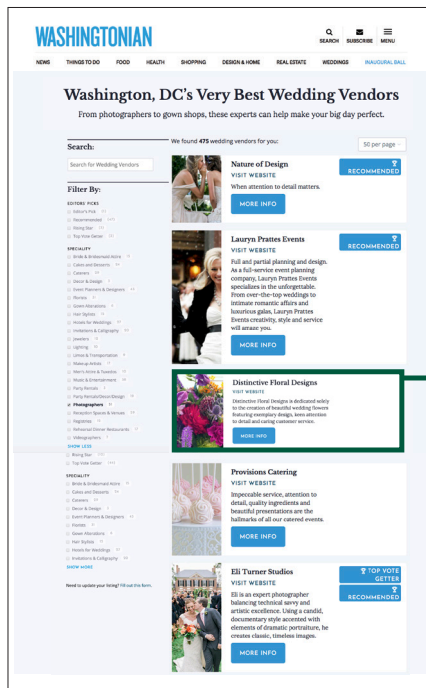 WASHINGTONIAN
SEARCH SUBSCRIBE MENU
NEWS THINGS TO DO FOOD HEALTH SHOPPING DESIGN & HOME REAL ESTATE WEDDINGS INAUGURAL BALL
Washington, DC's Very Best Wedding Vendors
From photographers to gown shops, these experts can help make your big day perfect.
Search:
Search for Wedding Vendors
Filter By:
EDITORS' PICKS
Editor's Pick
Recommended
Rising Star
Top Vote Getter
SPECIALITY
Bride & Bridesmaid Attire
Cakes and Desserts
Caterers
Decor & Design
Event Planners & Designers
Florists
Gown Alterations
Hair Stylists
Hotels for Weddings
Invitations & Calligraphy
Jewelers
Lighting
Limos & Transportation
Makeup Artists
Men's Attire & Tuxedos
Music & Entertainment
Party Rentals
Party Rentals/Decor/Design
Photographers
Reception Spaces & Venues
Registries
Rehearsal Dinner Restaurants
Videographers
SHOW LESS
Rising Star
Top Vote Getter
SPECIALITY
Bride & Bridesmaid Attire
Cakes and Desserts
Caterers
Decor & Design
Event Planners & Designers
Florists
Gown Alterations
Hair Stylists
Hotels for Weddings
Invitations & Calligraphy
SHOW MORE
Need to update your listing? Fill out this form.
We found 475 wedding vendors for you:
50 per page
Nature of Design
VISIT WEBSITE
When attention to detail matters.
MORE INFO
RECOMMENDED
Lauryn Prattes Events
VISIT WEBSITE
Full and partial planning and design.
As a full-service event planning
company, Lauryn Prattes Events
specializes in the unforgettable.
From over-the-top weddings to
intimate romantic affairs and
luxurious galas, Lauryn Prattes
Events creativity, style and service
will amaze you.
MORE INFO
RECOMMENDED
Distinctive Floral Designs
VISIT WEBSITE
Distinctive Floral Designs is dedicated solely
to the creation of beautiful wedding flowers
featuring exemplary design, keen attention
to detail and caring customer service.
MORE INFO
Provisions Catering
VISIT WEBSITE
Impeccable service, attention to
detail, quality ingredients and
beautiful presentations are the
hallmarks of all our catered events.
MORE INFO
Eli Turner Studios
VISIT WEBSITE
Eli is an expert photographer
balancing technical savvy and
artistic excellence. Using a candid,
documentary style accented with
elements of dramatic portraiture, he
creates classic, timeless images.
MORE INFO
TOP VOTE
GETTER
RECOMMENDED